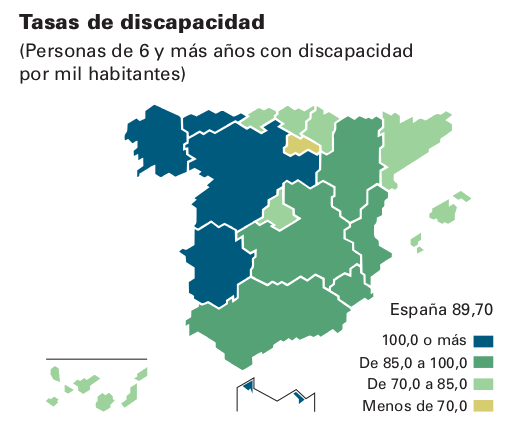 Tasas de discapacidad
(Personas de 6 y más años con discapacidad
por mil habitantes)
España 89,70
100,0 o más
De 85,0 a 100,0
De 70,0 a 85,0
Menos de 70,0